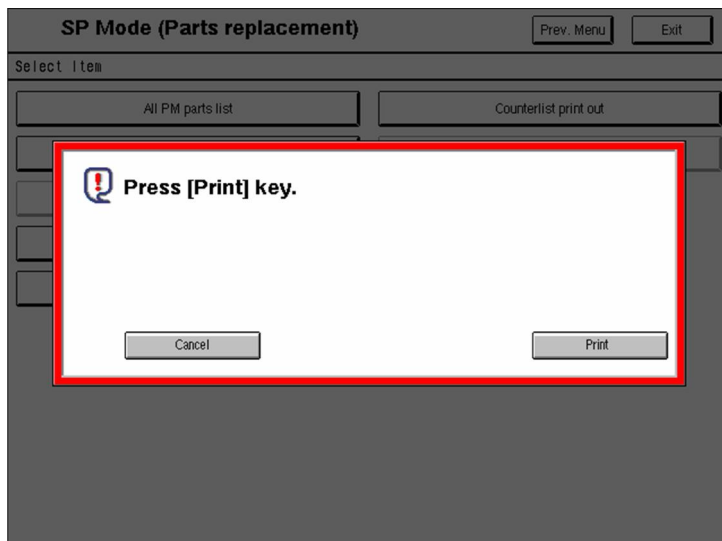 SP Mode (Parts replacement)
Prev. Menu
Exit
Select Item
All PM parts list
Counterlist print out
Press [Print] key.
Cancel
Print